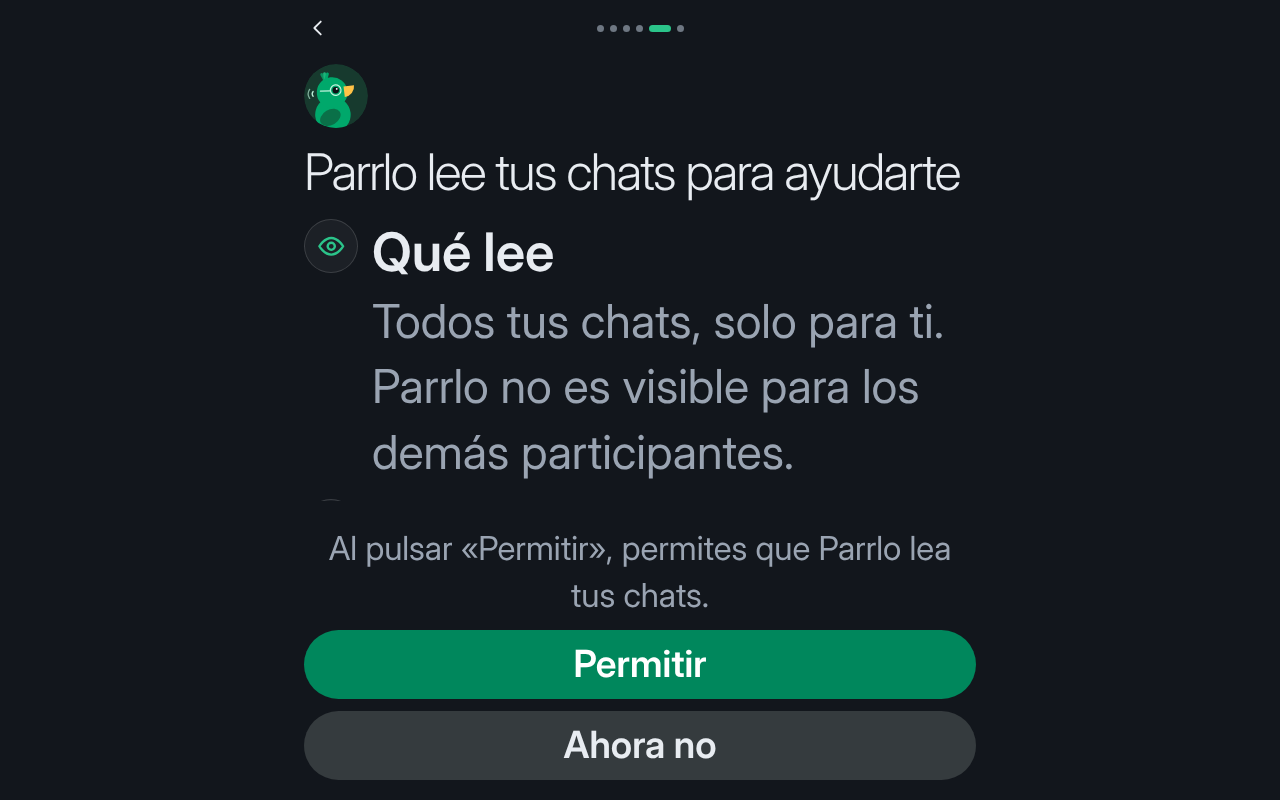 Parrlo lee tus chats para ayudarte
Qué lee
Todos tus chats, solo para ti.
Parrlo no es visible para los
demás participantes.
Al pulsar «Permitir», permites que Parrlo lea
tus chats.
Permitir
Ahora no